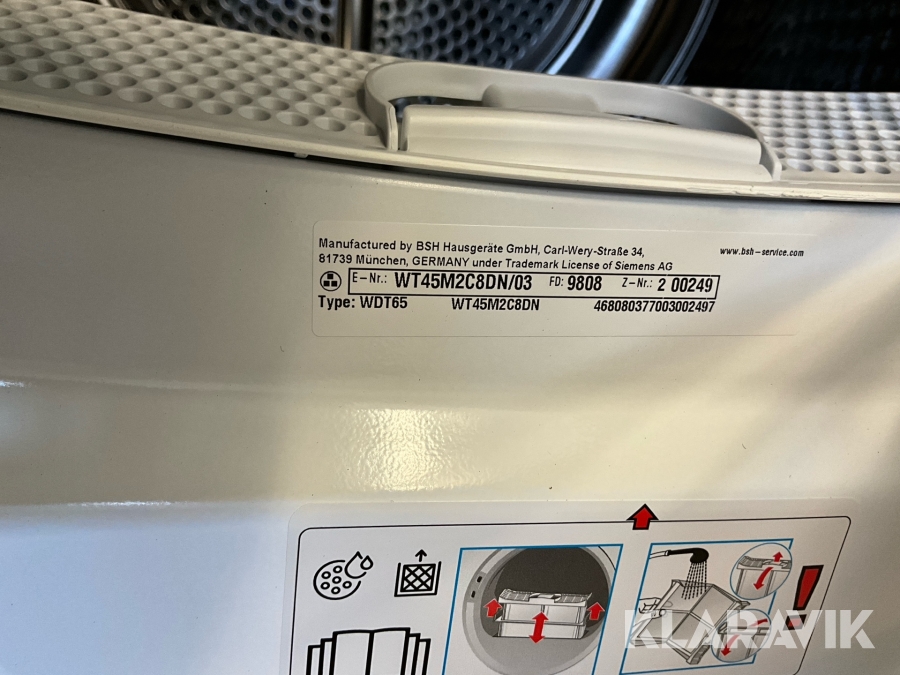 Manufactured by BSH Hausgeräte GmbH, Carl-Wery-Straße 34,
81739 München, GERMANY under Trademark License of Siemens AG
www.bsh-service.com
E-Nr.: WT45M2C8DN/03 FD: 9808 Z-Nr.: 2 00249
Type: WDT65 WT45M2C8DN 468080377003002497
KLARAVIK